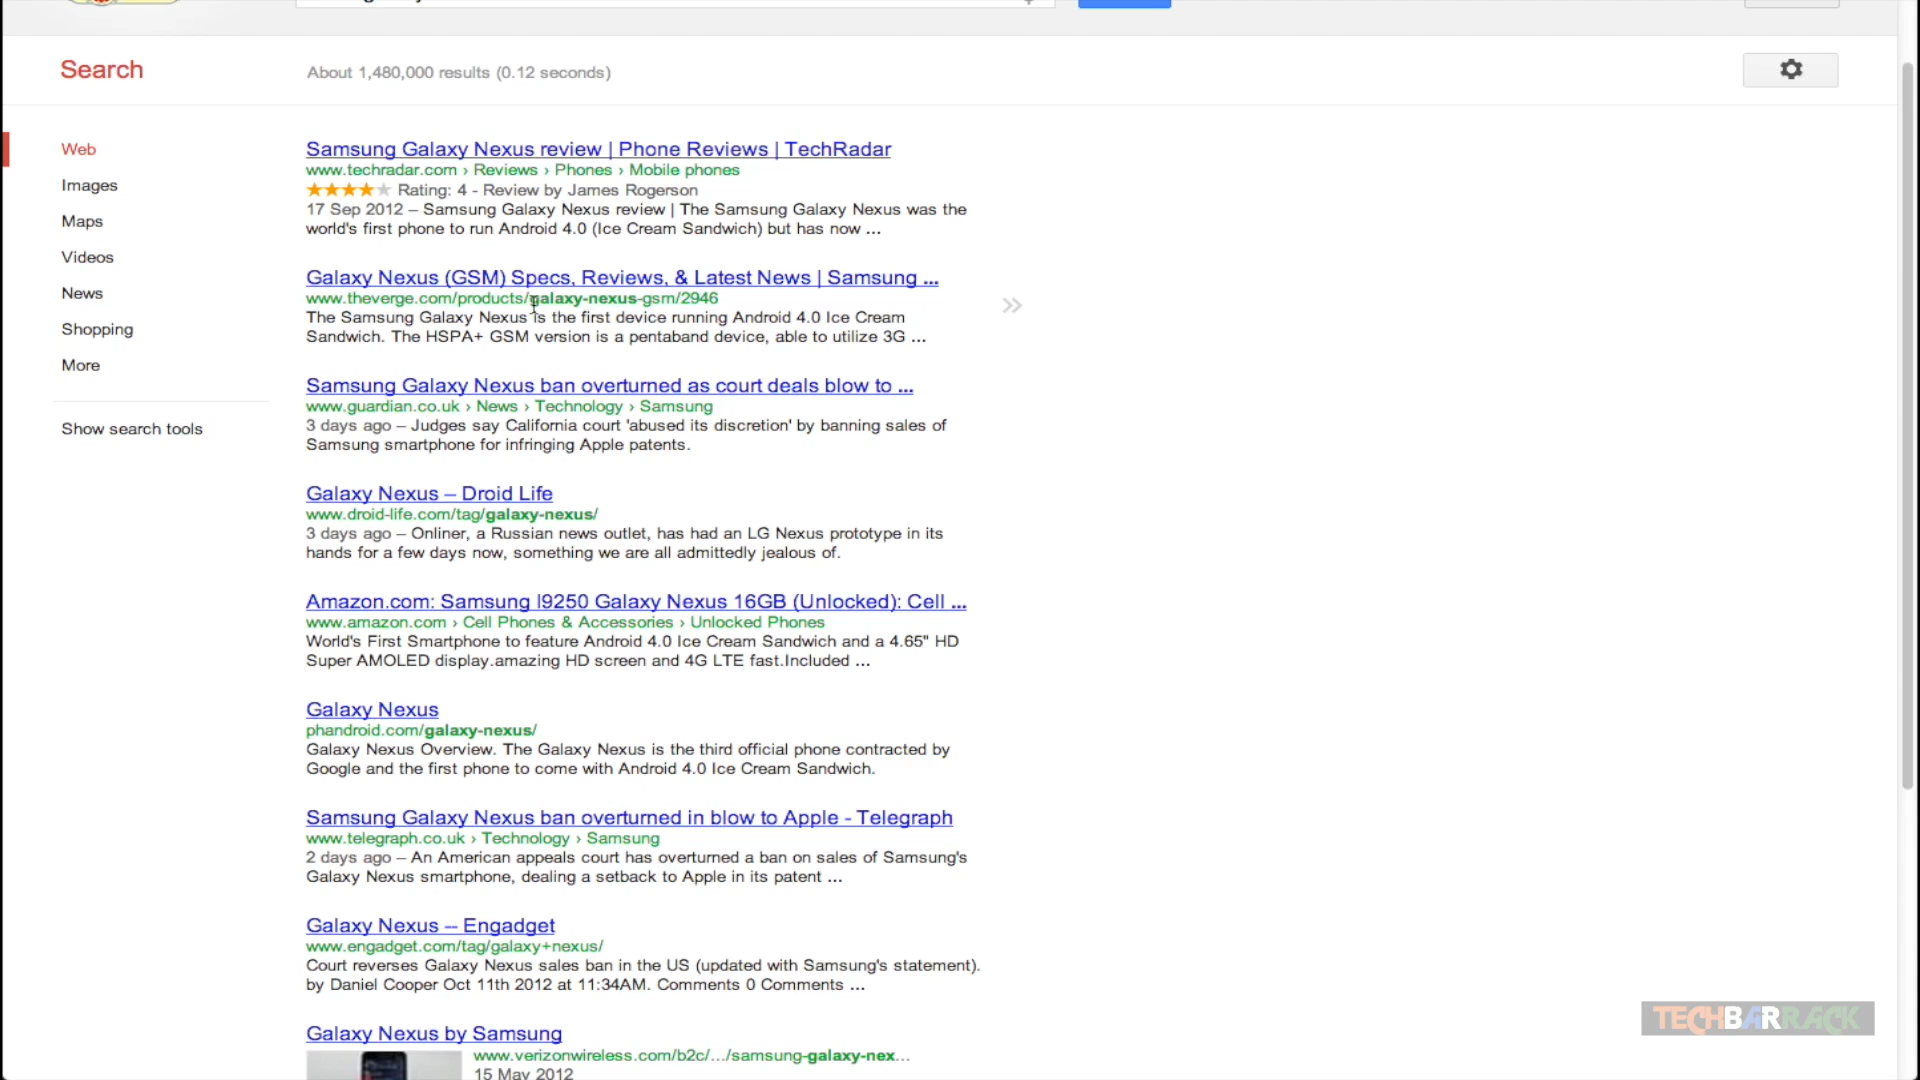 Search
About 1,480,000 results (0.12 seconds)
Web
Images
Maps
Videos
News
Shopping
More
Show search tools
Samsung Galaxy Nexus review | Phone Reviews | TechRadar
www.techradar.com › Reviews › Phones › Mobile phones
Rating: 4 - Review by James Rogerson
17 Sep 2012 – Samsung Galaxy Nexus review | The Samsung Galaxy Nexus was the
world's first phone to run Android 4.0 (Ice Cream Sandwich) but has now ...
Galaxy Nexus (GSM) Specs, Reviews, & Latest News | Samsung ...
www.theverge.com/products/galaxy-nexus-gsm/2946
The Samsung Galaxy Nexus is the first device running Android 4.0 Ice Cream
Sandwich. The HSPA+ GSM version is a pentaband device, able to utilize 3G ...
Samsung Galaxy Nexus ban overturned as court deals blow to ...
www.guardian.co.uk › News › Technology › Samsung
3 days ago – Judges say California court 'abused its discretion' by banning sales of
Samsung smartphone for infringing Apple patents.
Galaxy Nexus – Droid Life
www.droid-life.com/tag/galaxy-nexus/
3 days ago – Onliner, a Russian news outlet, has had an LG Nexus prototype in its
hands for a few days now, something we are all admittedly jealous of.
Amazon.com: Samsung I9250 Galaxy Nexus 16GB (Unlocked): Cell ...
www.amazon.com › Cell Phones & Accessories › Unlocked Phones
World's First Smartphone to feature Android 4.0 Ice Cream Sandwich and a 4.65" HD
Super AMOLED display.amazing HD screen and 4G LTE fast.Included ...
Galaxy Nexus
phandroid.com/galaxy-nexus/
Galaxy Nexus Overview. The Galaxy Nexus is the third official phone contracted by
Google and the first phone to come with Android 4.0 Ice Cream Sandwich.
Samsung Galaxy Nexus ban overturned in blow to Apple - Telegraph
www.telegraph.co.uk › Technology › Samsung
2 days ago – An American appeals court has overturned a ban on sales of Samsung's
Galaxy Nexus smartphone, dealing a setback to Apple in its patent ...
Galaxy Nexus -- Engadget
www.engadget.com/tag/galaxy+nexus/
Court reverses Galaxy Nexus sales ban in the US (updated with Samsung's statement).
by Daniel Cooper Oct 11th 2012 at 11:34AM. Comments 0 Comments ...
Galaxy Nexus by Samsung
www.verizonwireless.com/b2c/.../samsung-galaxy-nex...
15 May 2012
TECHBARRACK